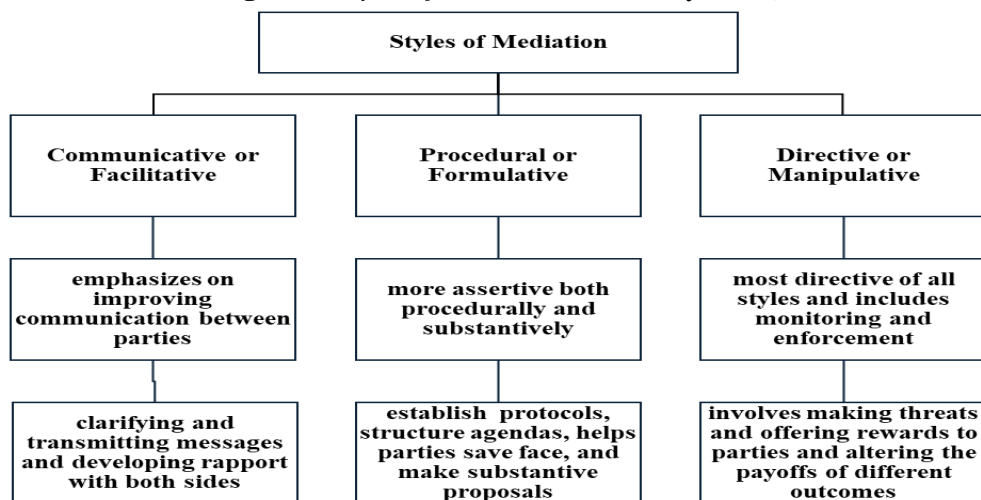 Styles of Mediation
Communicative or
Facilitative
Procedural or
Formulative
Directive or
Manipulative
emphasizes on
improving
communication between
parties
more assertive both
procedurally and
substantively
most directive of all
styles and includes
monitoring and
enforcement
clarifying and
transmitting messages
and developing rapport
with both sides
establish protocols,
structure agendas, helps
parties save face, and
make substantive
proposals
involves making threats
and offering rewards to
parties and altering the
payoffs of different
outcomes